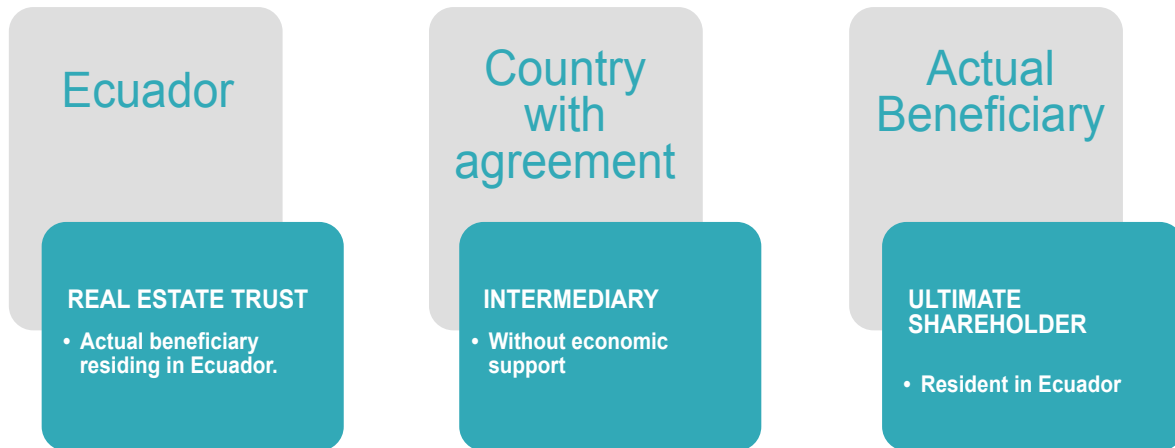 Ecuador
REAL ESTATE TRUST
• Actual beneficiary
residing in Ecuador.
Country
with
agreement
INTERMEDIARY
• Without economic
support
Actual
Beneficiary
ULTIMATE
SHAREHOLDER
• Resident in Ecuador